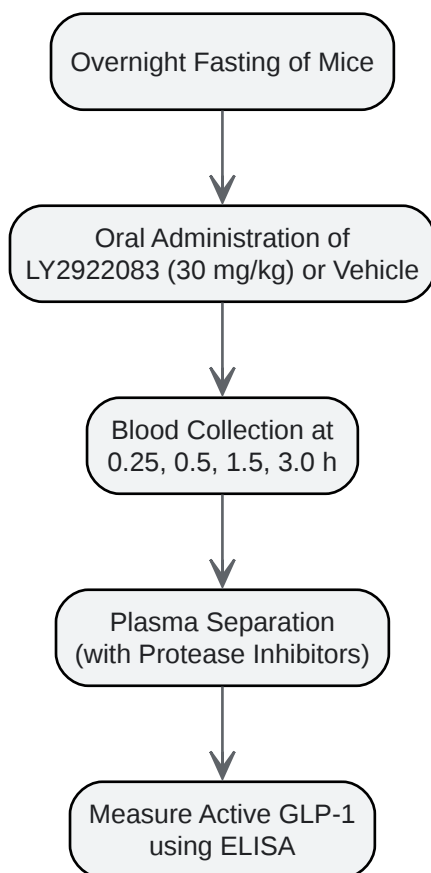 Overnight Fasting of Mice
Oral Administration of
LY2922083 (30 mg/kg) or Vehicle
Blood Collection at
0.25, 0.5, 1.5, 3.0 h
Plasma Separation
(with Protease Inhibitors)
Measure Active GLP-1
using ELISA